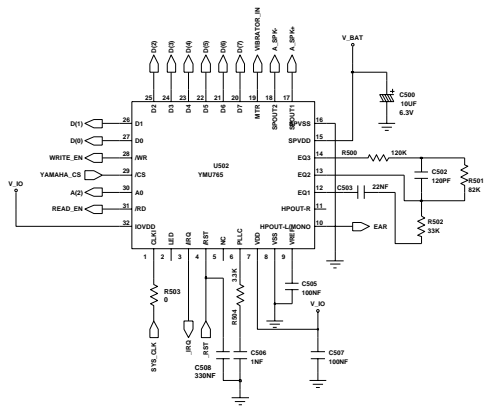 D(2)
D(3)
D(4)
D(5)
D(6)
D(7)
VIBRATOR_IN
A_SPK-
A_SPK+
V_BAT
25 24 23 22 21 20 19 18 17
D2
D3
D4
D5
D6
D7
MTR
SPOUT2
SPOUT1
C500
10UF
6.3V
D(1) 26 D1
D(0) 27 D0
WRITE_EN 28 /WR
YAMAHA_CS 29 /CS
A(2) 30 A0
READ_EN 31 /RD
V_IO
32 IOVDD
U502
YMU765
SPVSS 16
SPVDD 15
EQ3 14 R500 120K
EQ2 13
EQ1 12 C503 22NF
HPOUT-R 11
HPOUT-L/MONO 10 EAR
C502
120PF
R501
82K
R502
33K
CLKI
LED
/IRQ
/RST
NC
PLLC
VDD
VSS
VREF
1 2 3 4 5 6 7 8 9
R503
0
3.3K
R504
C505
100NF
V_IO
SYS_CLK
_IRQ
_RST
C508
330NF
C506
1NF
C507
100NF